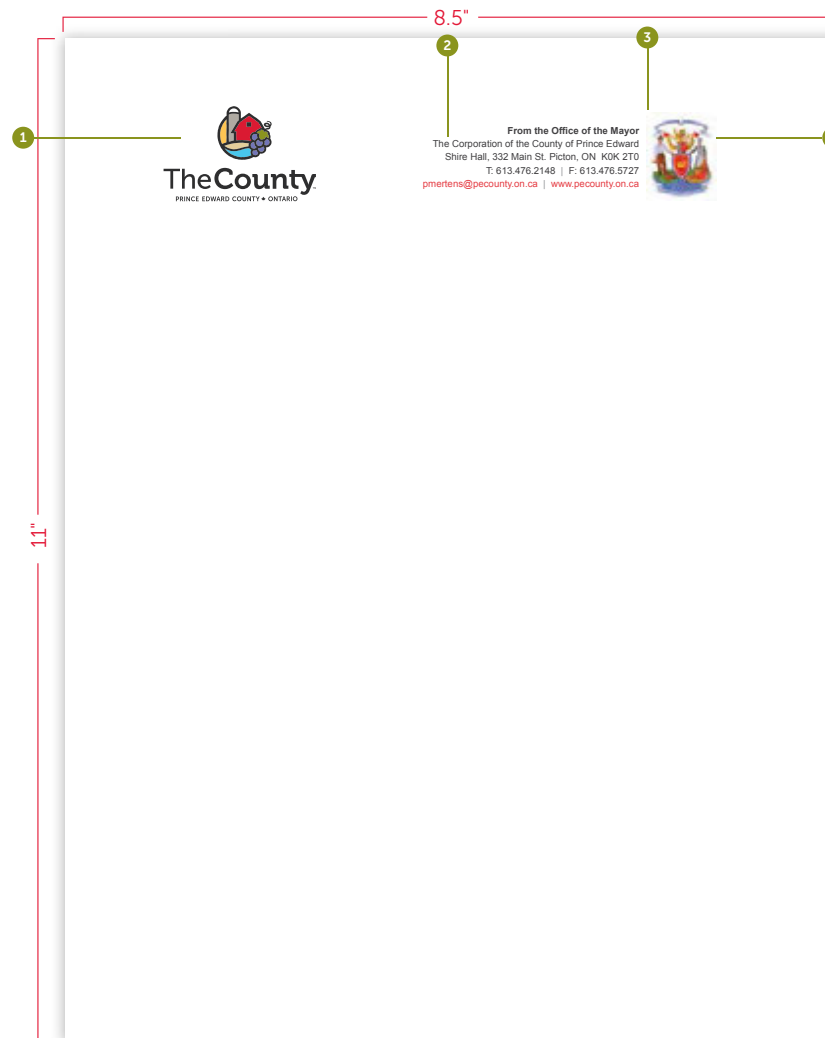 8.5"
2
3
1
From the Office of the Mayor
The Corporation of the County of Prince Edward
Shire Hall, 332 Main St. Picton, ON K0K 2T0
T: 613.476.2148 | F: 613.476.5727
pmertens@pecounty.on.ca | www.pecounty.on.ca
TheCounty
PRINCE EDWARD COUNTY ★ ONTARIO
11"